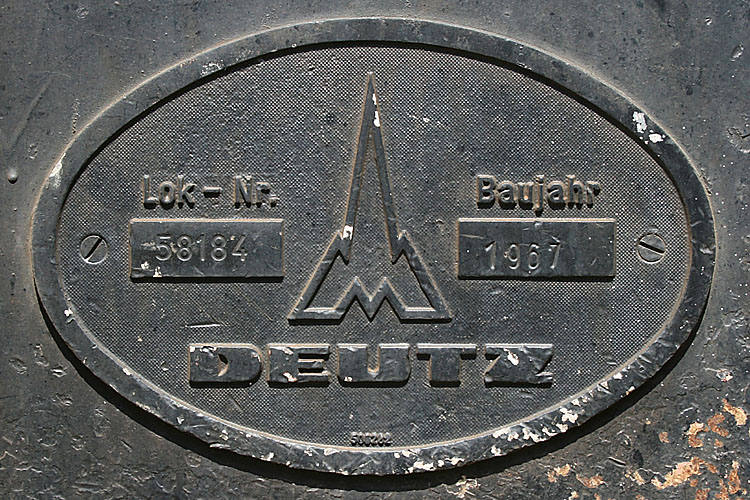 Lok-Nr. Baujahr
58184 1967
DEUTZ